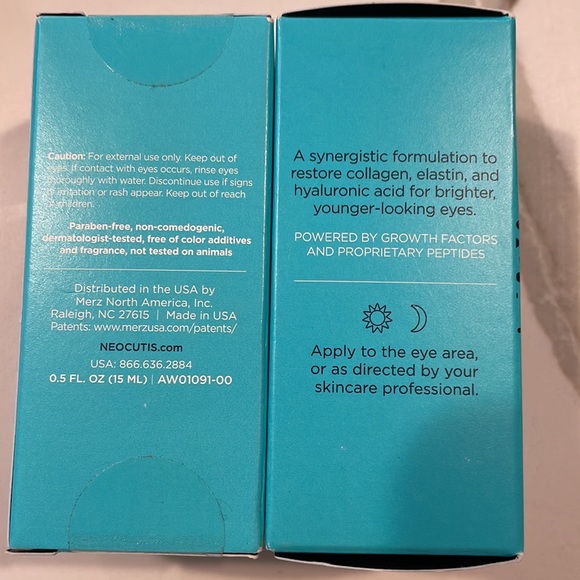 Caution: For external use only. Keep out of
eyes. If contact with eyes occurs, rinse eyes
thoroughly with water. Discontinue use if signs
of irritation or rash appear. Keep out of reach
of children.
Paraben-free, non-comedogenic,
dermatologist-tested, free of color additives
and fragrance, not tested on animals
Distributed in the USA by
Merz North America, Inc.
Raleigh, NC 27615 | Made in USA
Patents: www.merzusa.com/patents/
NEOCUTIS.com
USA: 866.636.2884
0.5 FL. OZ (15 ML) | AW01091-00
A synergistic formulation to
restore collagen, elastin, and
hyaluronic acid for brighter,
younger-looking eyes.
POWERED BY GROWTH FACTORS
AND PROPRIETARY PEPTIDES
Apply to the eye area,
or as directed by your
skincare professional.